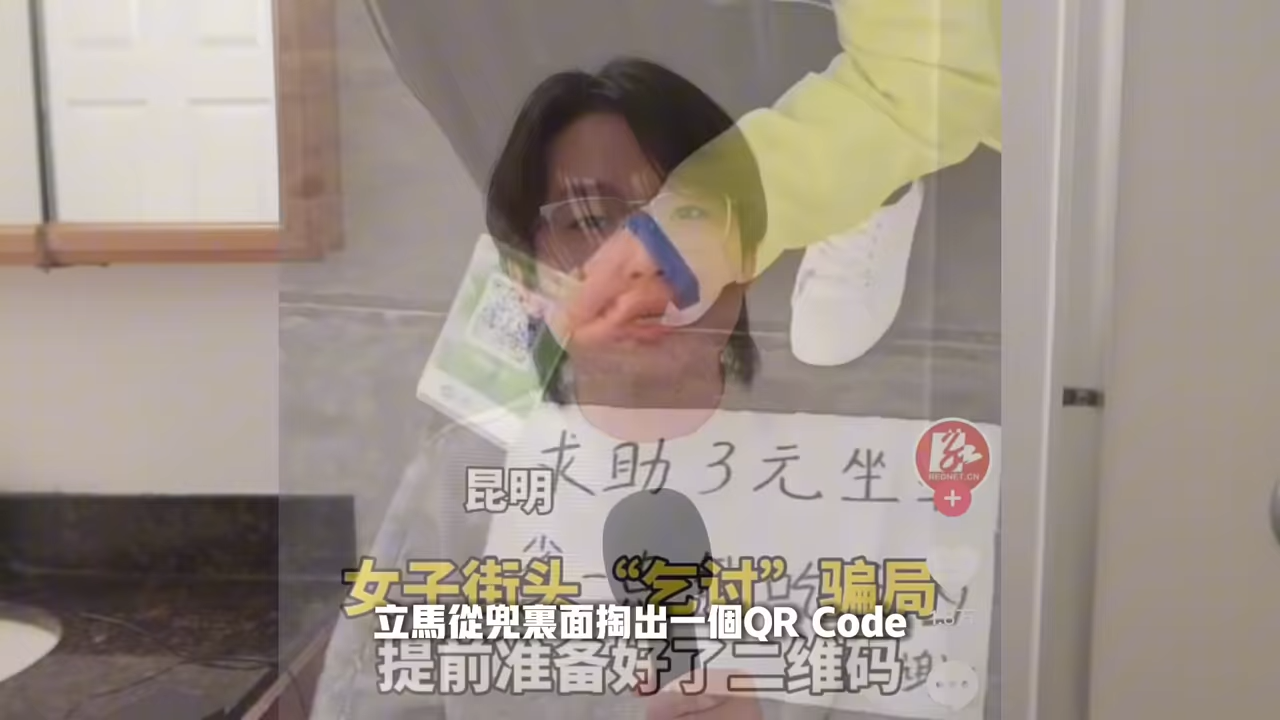 求助3元坐
REDNET.CN
昆明
女子街头“乞讨”骗局
立馬從兜裏面掏出一個QR Code
提前准备好了二维码
谢